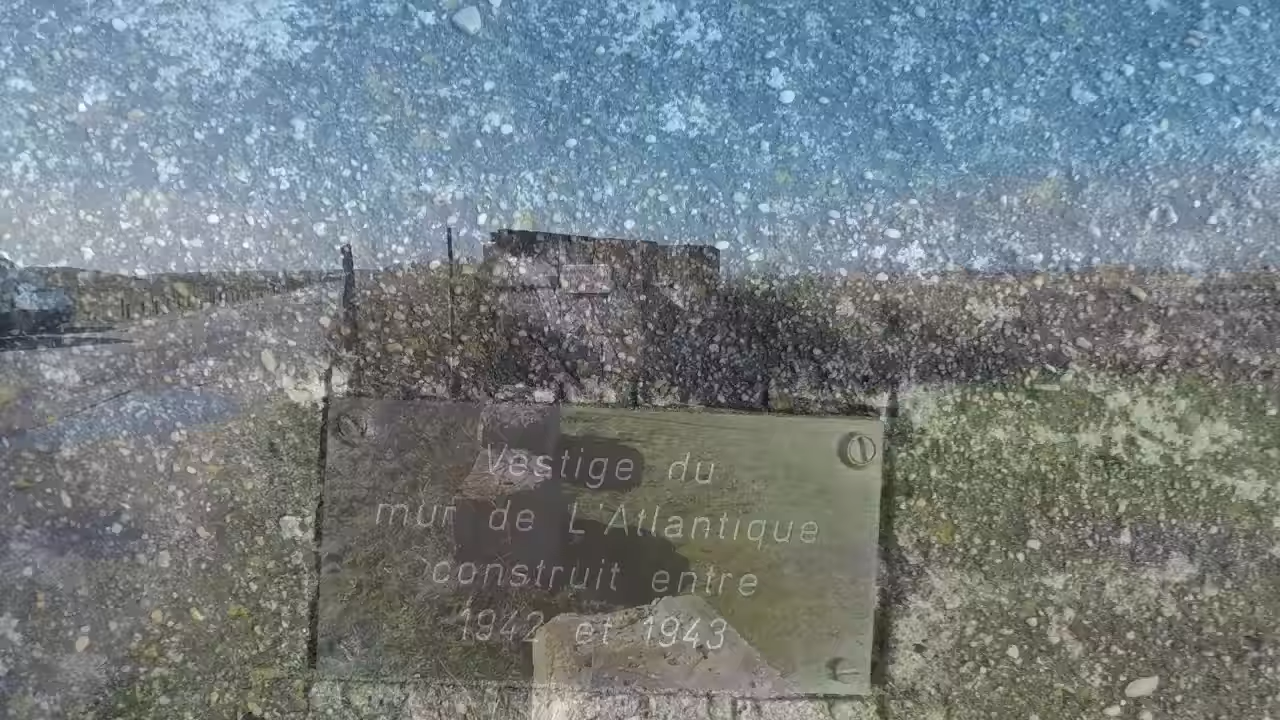 Vestige du
mur de L'Atlantique
construit entre
1942 et 1943